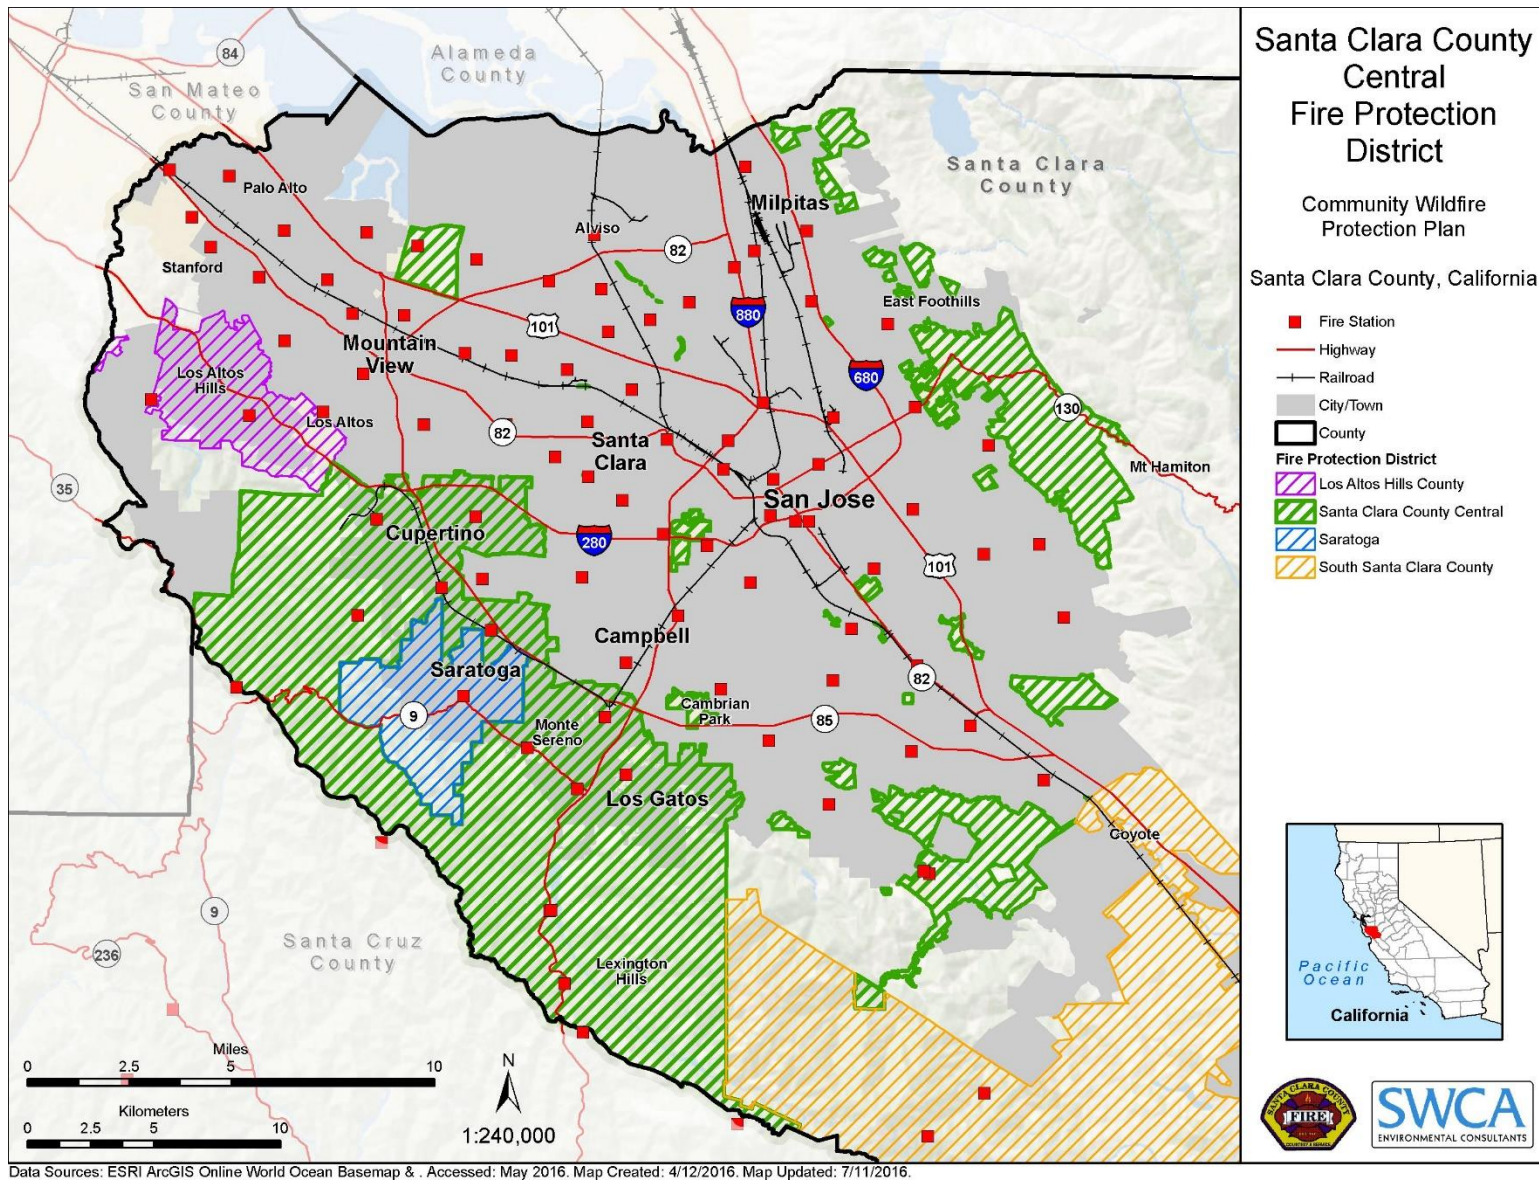 Santa Clara County
Central
Fire Protection
District
Community Wildfire
Protection Plan
Santa Clara County, California
Fire Station
Highway
Railroad
City/Town
County
Fire Protection District
Los Altos Hills County
Santa Clara County Central
Saratoga
South Santa Clara County
84
Alameda
County
San Mateo
County
Santa Clara
County
Palo Alto
Milpitas
Alviso
82
Stanford
East Foothills
880
101
Mountain
View
680
Los Altos
Hills
130
Los Altos
82
Santa
Clara
Mt Hamiton
35
San Jose
Cupertino
280
101
Campbell
Saratoga
82
9
Monte
Sereno
Cambrian
Park
85
Los Gatos
Coyote
9
Santa Cruz
County
236
Lexington
Hills
Pacific
Ocean
California
Miles
0 2.5 5 10
Kilometers
0 2.5 5 10
N
1:240,000
SANTA CLARA COUNTY
FIRE
COURTESY & SERVICE
SWCA
ENVIRONMENTAL CONSULTANTS
Data Sources: ESRI ArcGIS Online World Ocean Basemap & . Accessed: May 2016. Map Created: 4/12/2016. Map Updated: 7/11/2016.